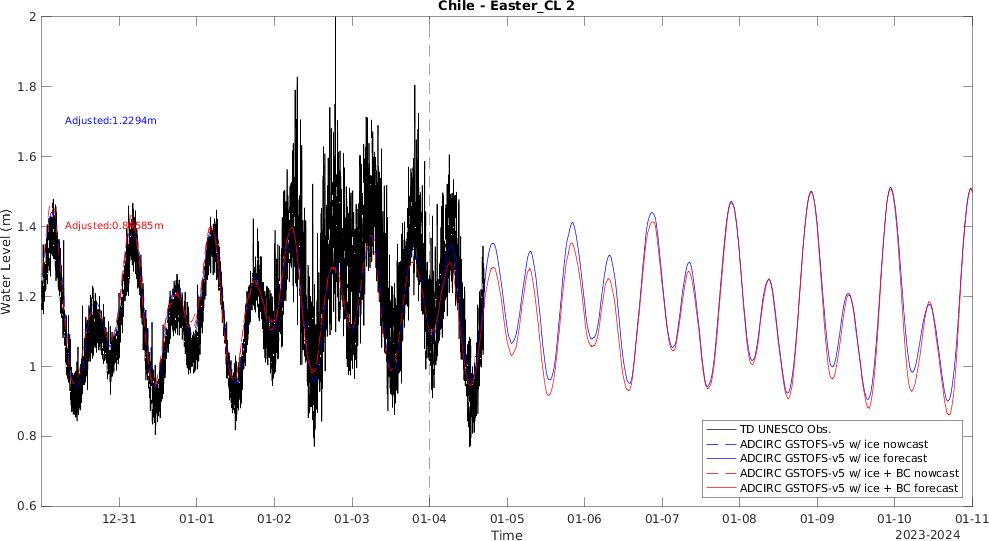 Chile - Easter_CL 2
2
1.8
1.6
1.4
1.2
1
0.8
0.6
Water Level (m)
Adjusted:1.2294m
TD UNESCO Obs.
ADCIRC GSTOFS-v5 w/ ice nowcast
ADCIRC GSTOFS-v5 w/ ice forecast
ADCIRC GSTOFS-v5 w/ ice + BC nowcast
ADCIRC GSTOFS-v5 w/ ice + BC forecast
12-31 01-01 01-02 01-03 01-04 01-05 01-06 01-07 01-08 01-09 01-10 01-11
Time
2023-2024